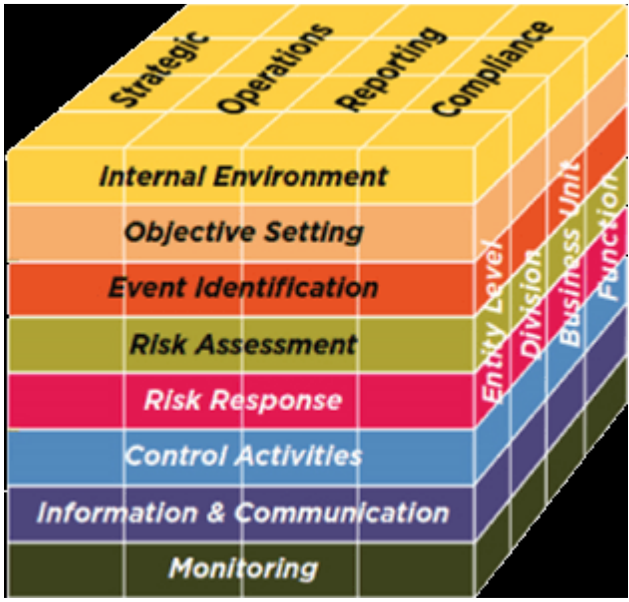 Strategic
Operations
Reporting
Compliance
Internal Environment
Objective Setting
Event Identification
Risk Assessment
Risk Response
Control Activities
Information & Communication
Monitoring
Entity Level
Division
Business Unit
Function